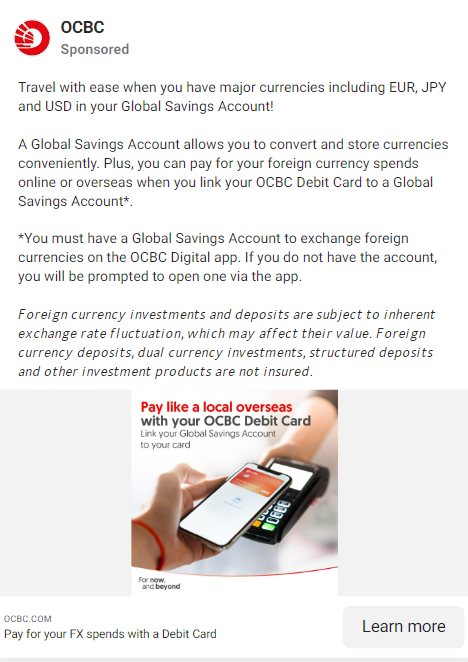 OCBC
Sponsored
Travel with ease when you have major currencies including EUR, JPY
and USD in your Global Savings Account!
A Global Savings Account allows you to convert and store currencies
conveniently. Plus, you can pay for your foreign currency spends
online or overseas when you link your OCBC Debit Card to a Global
Savings Account*.
*You must have a Global Savings Account to exchange foreign
currencies on the OCBC Digital app. If you do not have the account,
you will be prompted to open one via the app.
Foreign currency investments and deposits are subject to inherent
exchange rate fluctuation, which may affect their value. Foreign
currency deposits, dual currency investments, structured deposits
and other investment products are not insured.
Pay like a local overseas
with your OCBC Debit Card
Link your Global Savings Account
to your card
For now,
and beyond
OCBC.COM
Pay for your FX spends with a Debit Card
Learn more